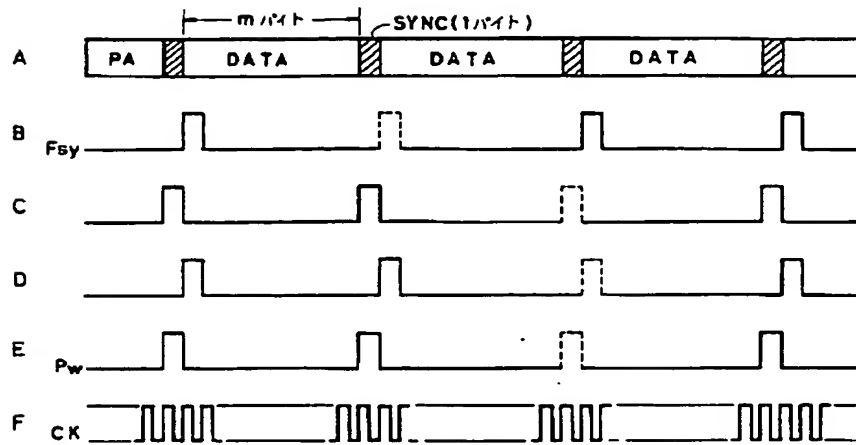 mバイト
SYNC(1バイト)
A PA DATA DATA DATA
B Fsy
C
D
E Pw
F CK